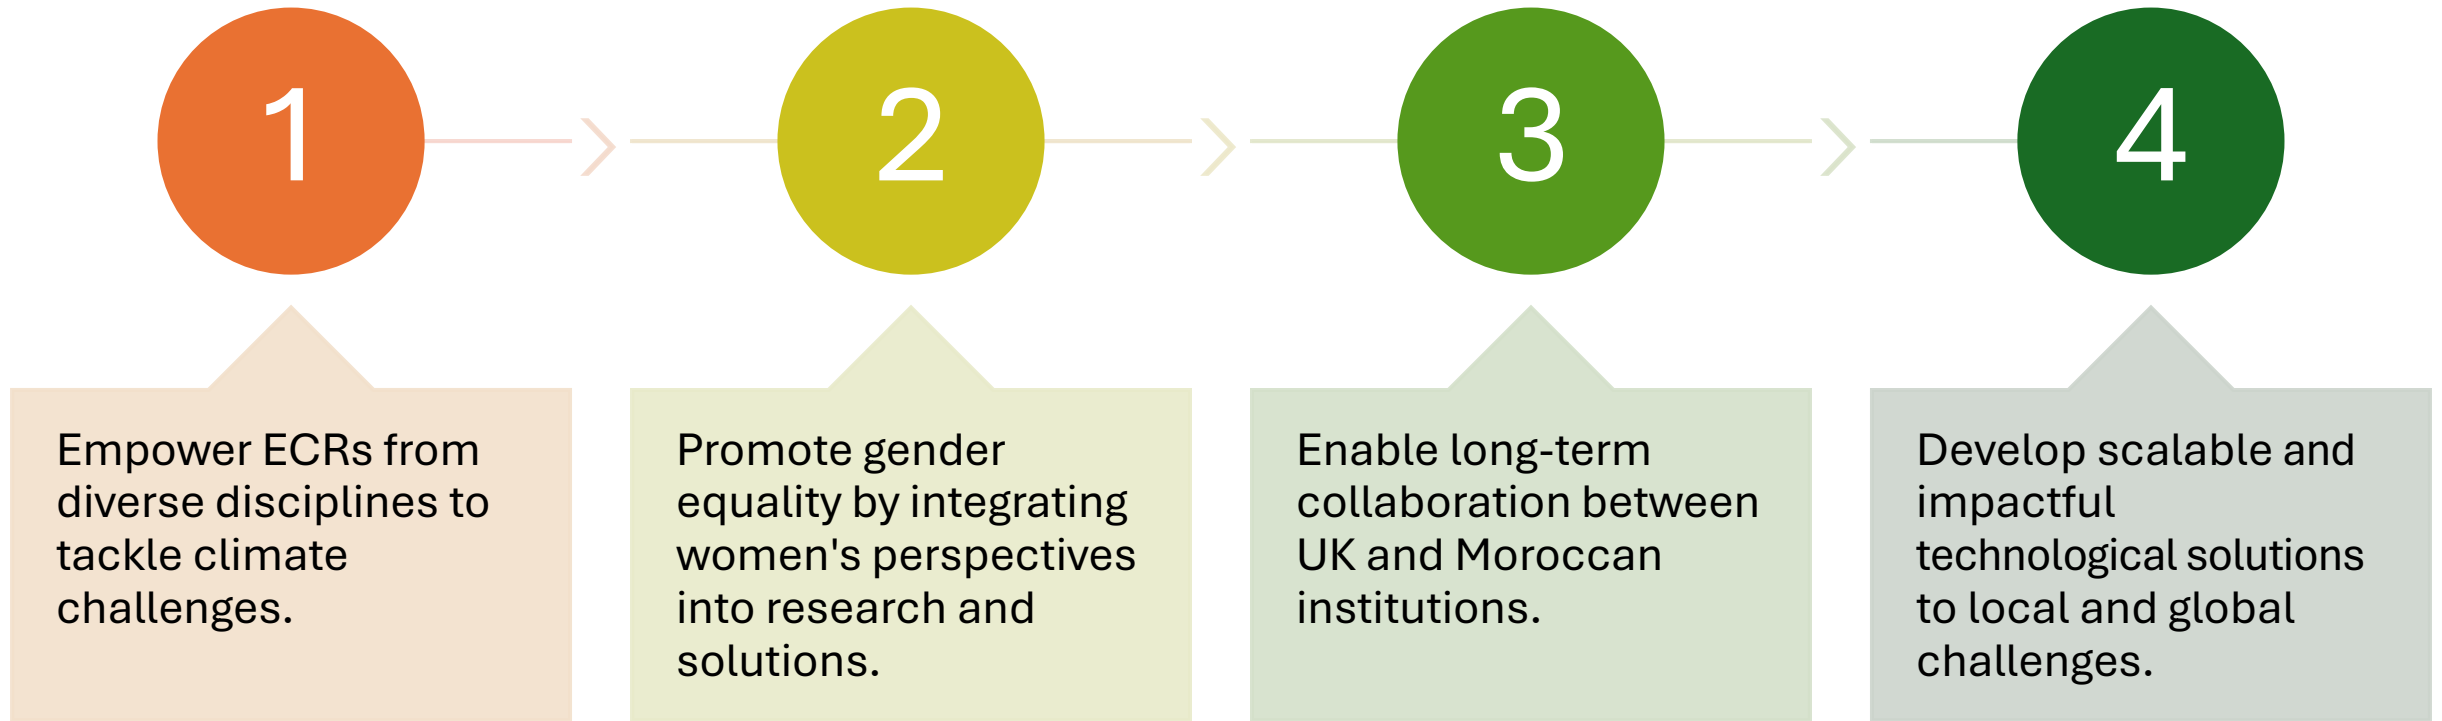 1
Empower ECRs from
diverse disciplines to
tackle climate
challenges.
2
Promote gender
equality by integrating
women's perspectives
into research and
solutions.
3
Enable long-term
collaboration between
UK and Moroccan
institutions.
4
Develop scalable and
impactful
technological solutions
to local and global
challenges.